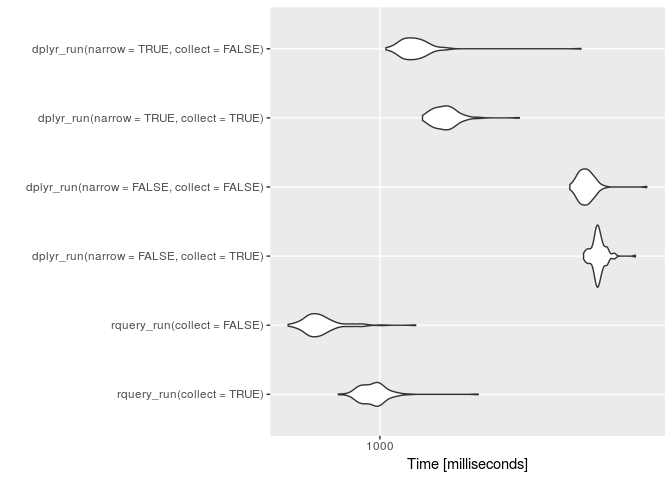 dplyr_run(narrow = TRUE, collect = FALSE)
dplyr_run(narrow = TRUE, collect = TRUE)
dplyr_run(narrow = FALSE, collect = FALSE)
dplyr_run(narrow = FALSE, collect = TRUE)
rquery_run(collect = FALSE)
rquery_run(collect = TRUE)
1000
Time [milliseconds]